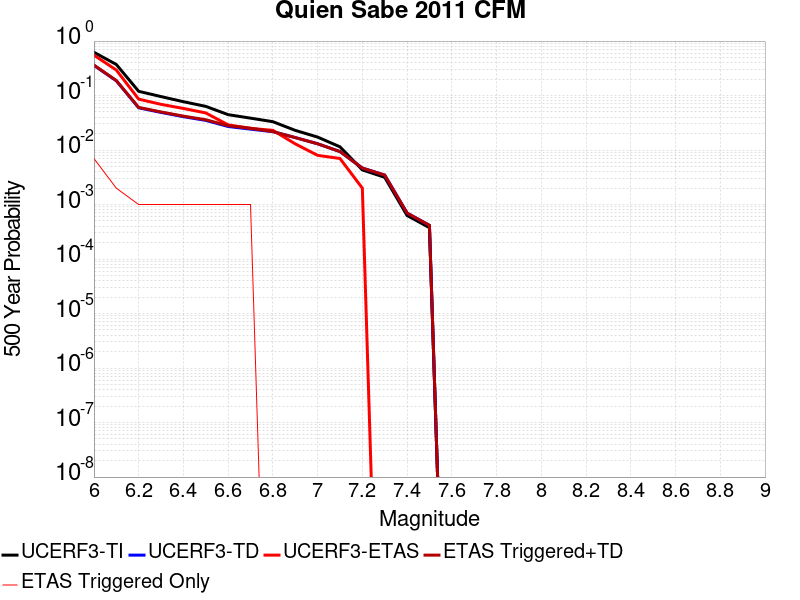 Quien Sabe 2011 CFM
10^0
10^-1
10^-2
10^-3
10^-4
10^-5
10^-6
10^-7
10^-8
500 Year Probability
6 6.2 6.4 6.6 6.8 7 7.2 7.4 7.6 7.8 8 8.2 8.4 8.6 8.8 9
Magnitude
UCERF3-TI UCERF3-TD UCERF3-ETAS ETAS Triggered+TD
ETAS Triggered Only